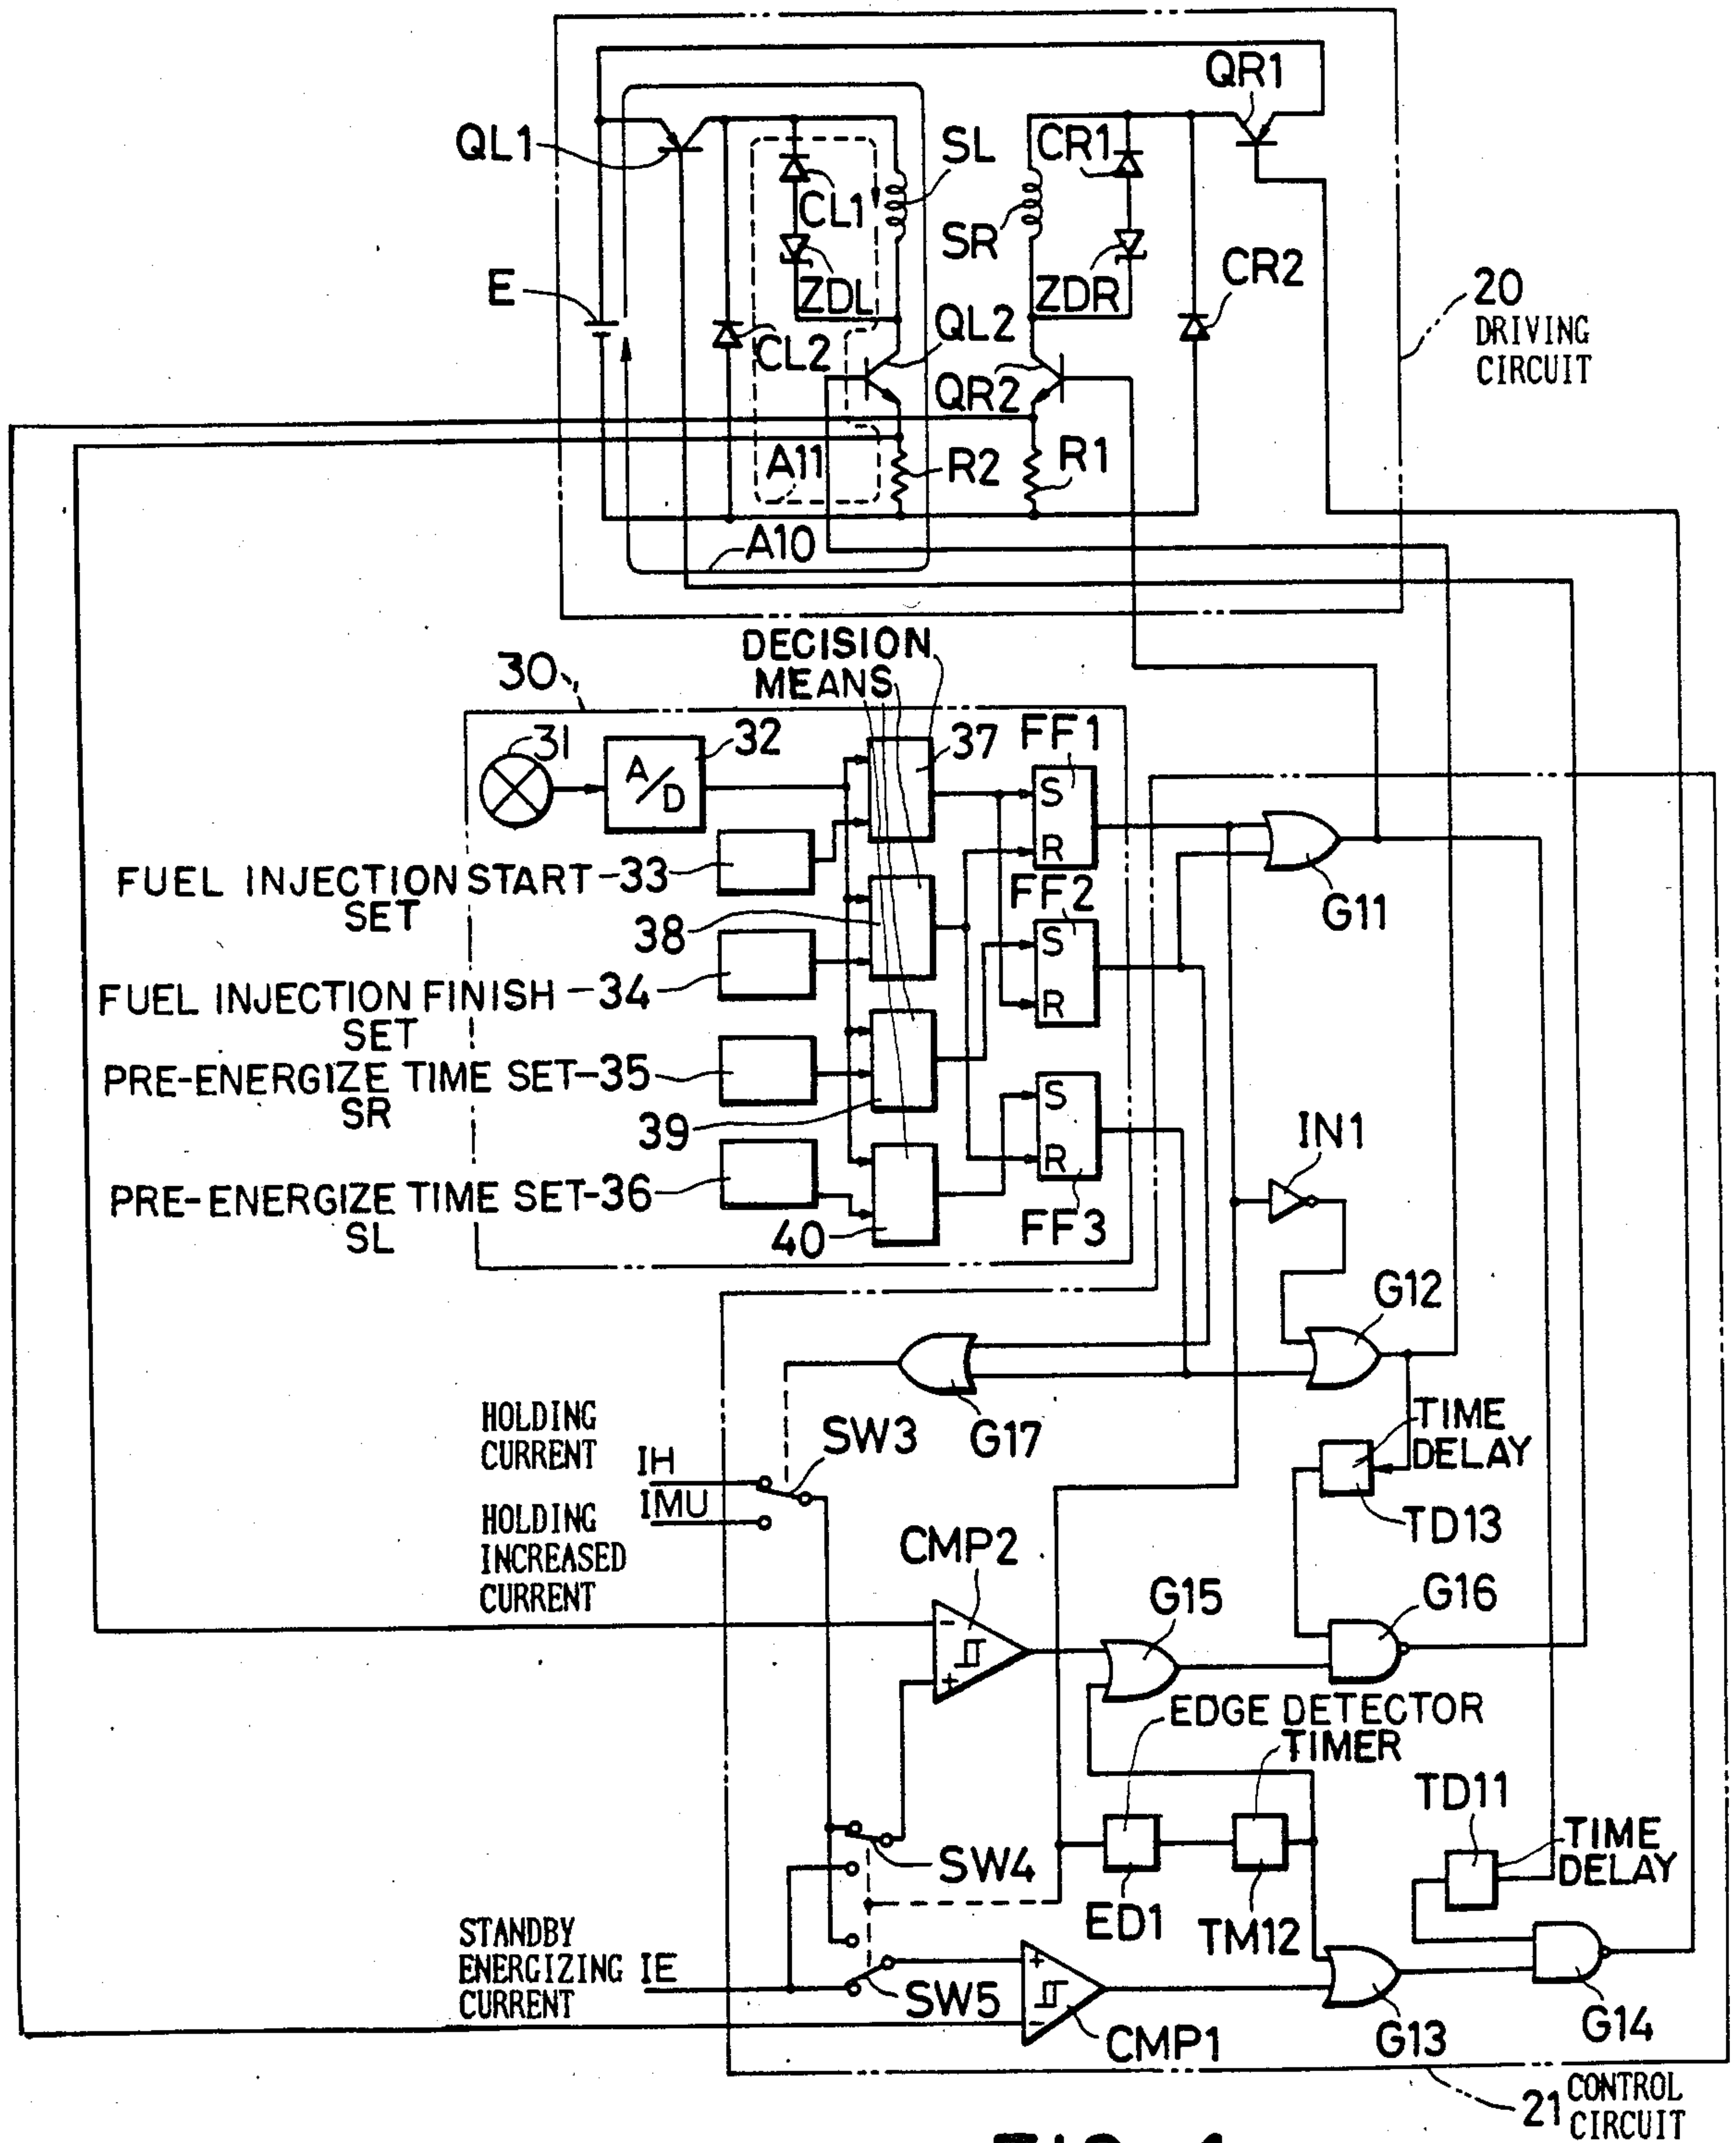 QR1
QL1
SL
CR1
CL1
SR
E
ZDL
ZDR
CR2
20
DRIVING
CIRCUIT
CL2
QL2
QR2
A11
R2
R1
A10
DECISION
MEANS
30
31
32
A/D
37
FF1
S
R
FUEL INJECTION START
SET
33
G11
38
FF2
S
R
FUEL INJECTION FINISH
SET
34
PRE-ENERGIZE TIME SET
SR
35
39
S
R
IN1
PRE-ENERGIZE TIME SET
SL
36
40
FF3
G12
HOLDING
CURRENT
SW3
G17
TIME
DELAY
IH
IMU
HOLDING
INCREASED
CURRENT
TD13
CMP2
G15
G16
-
+
EDGE DETECTOR
TIMER
TD11
TIME
DELAY
SW4
ED1
TM12
STANDBY
ENERGIZING
CURRENT
IE
SW5
+
-
CMP1
G13
G14
21
CONTROL
CIRCUIT